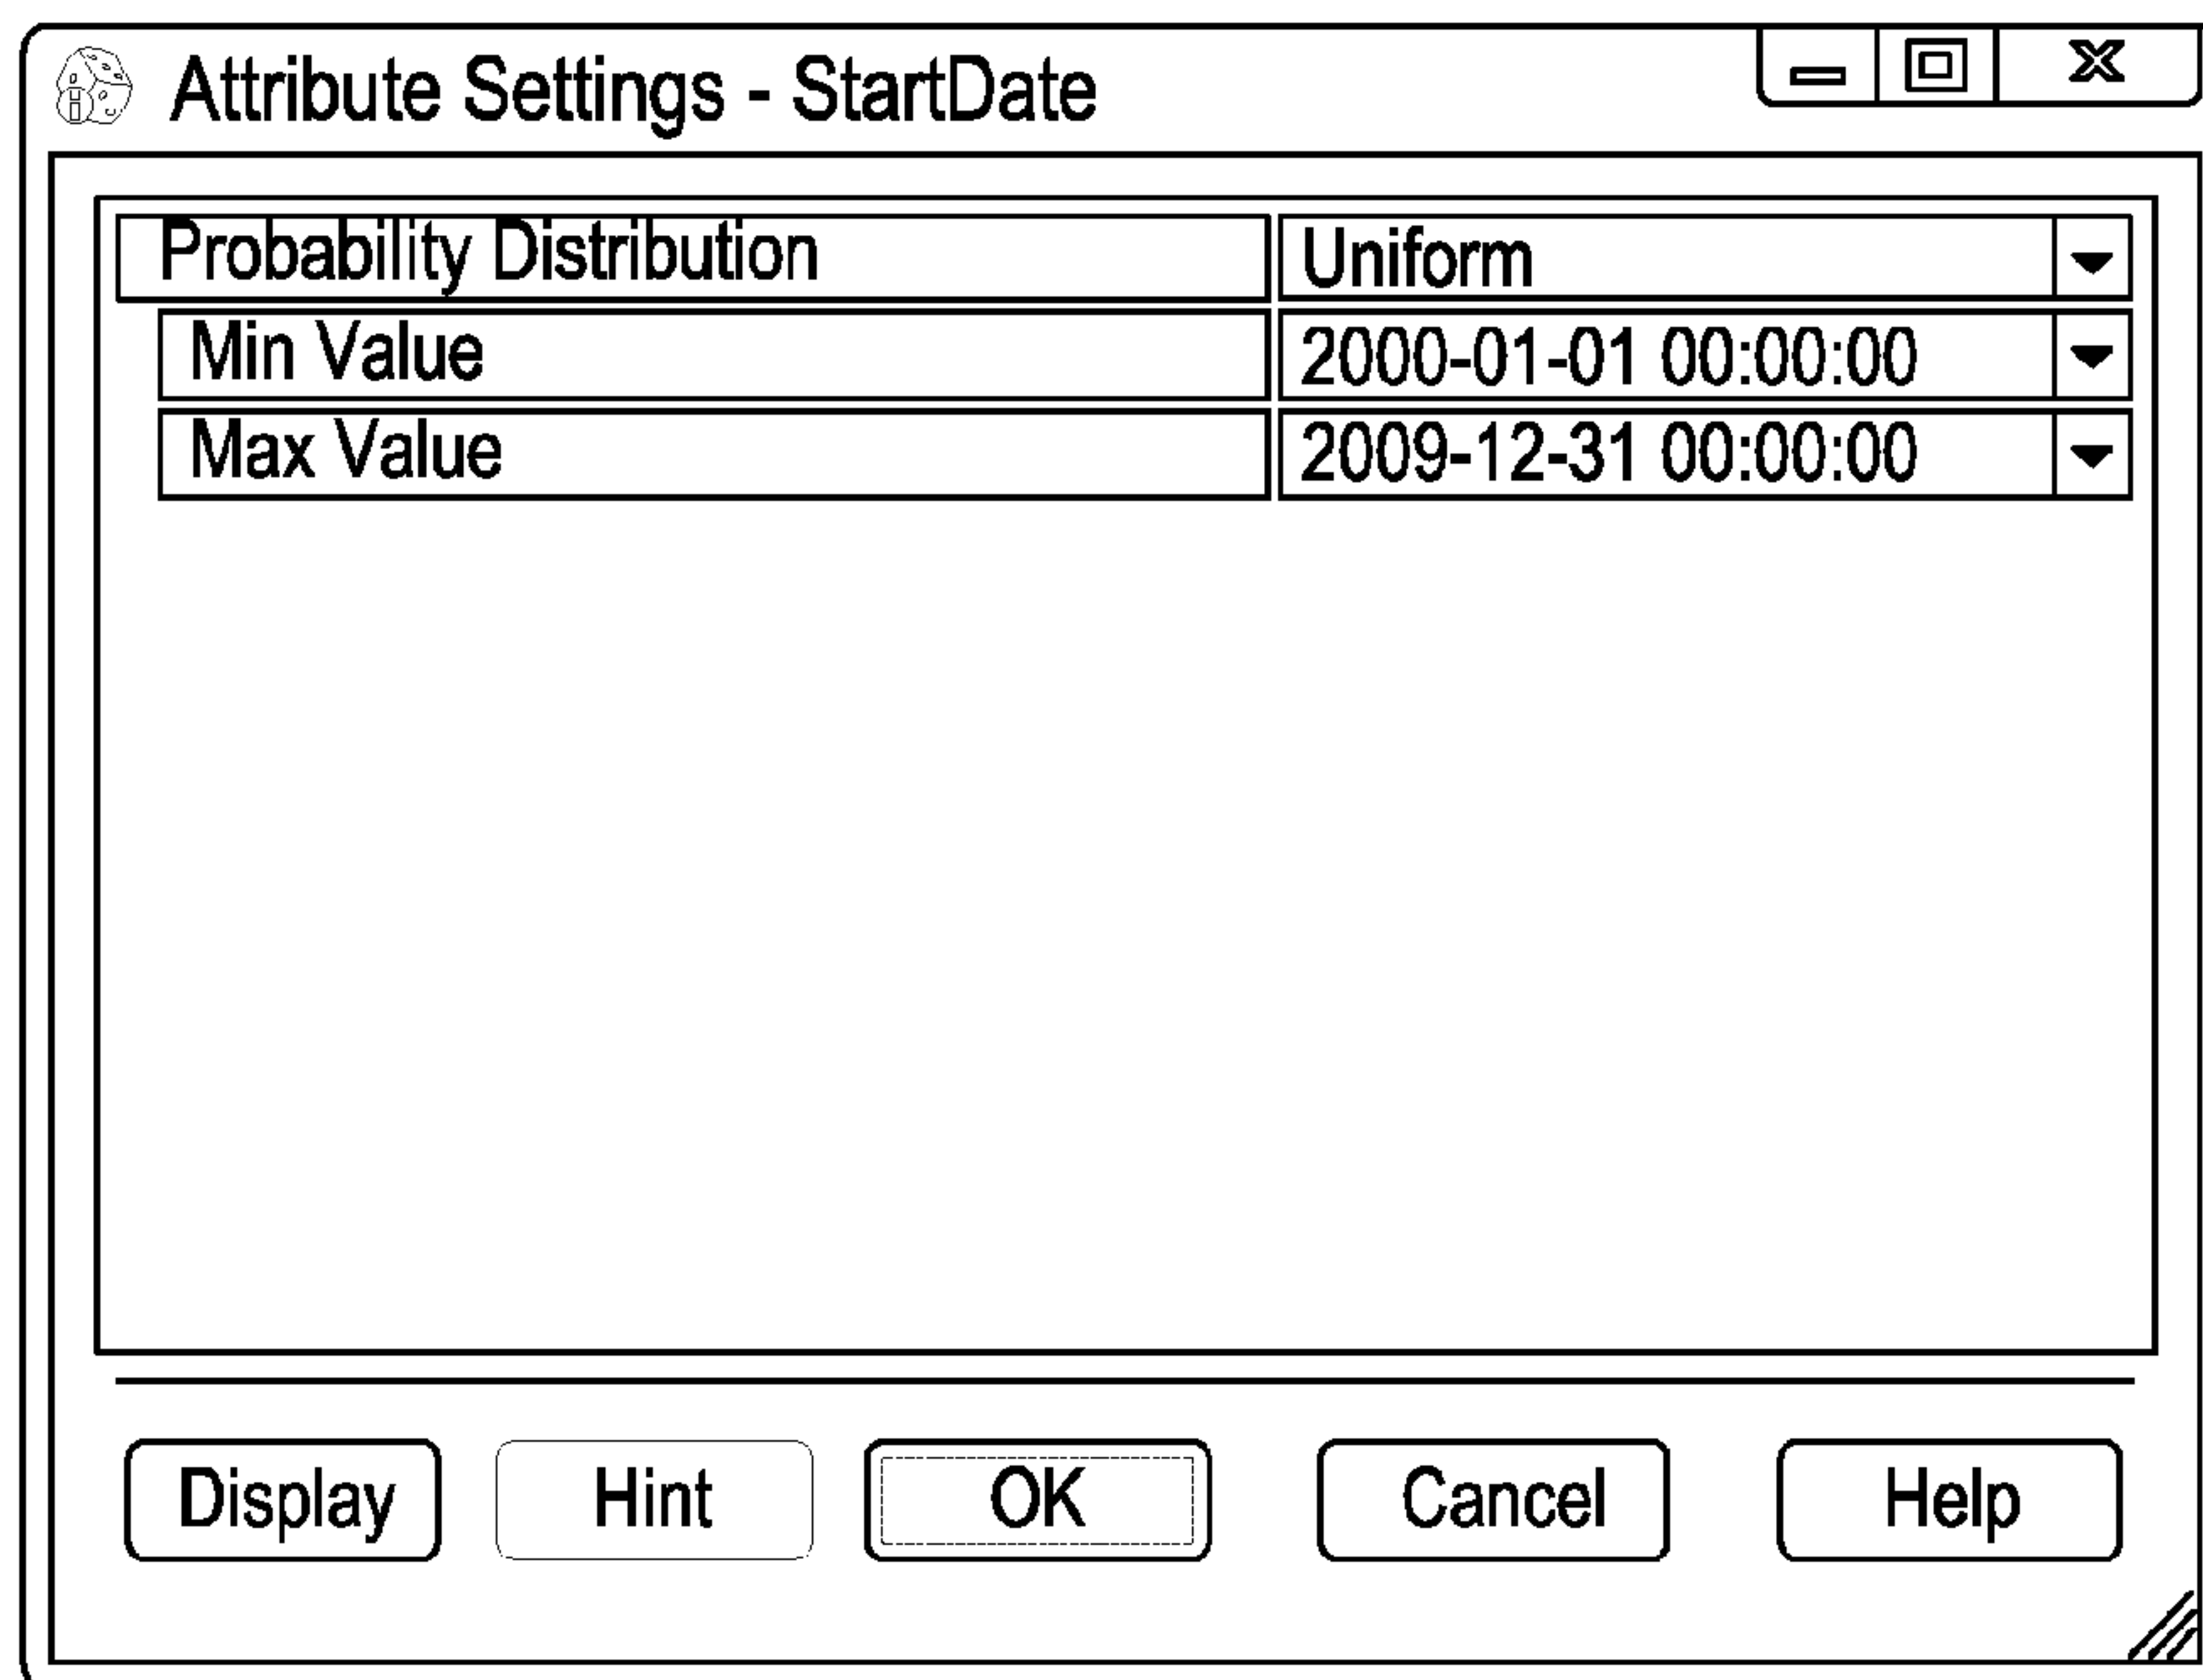 Attribute Settings - StartDate
Probability Distribution Uniform
Min Value 2000-01-01 00:00:00
Max Value 2009-12-31 00:00:00
Display Hint OK Cancel Help